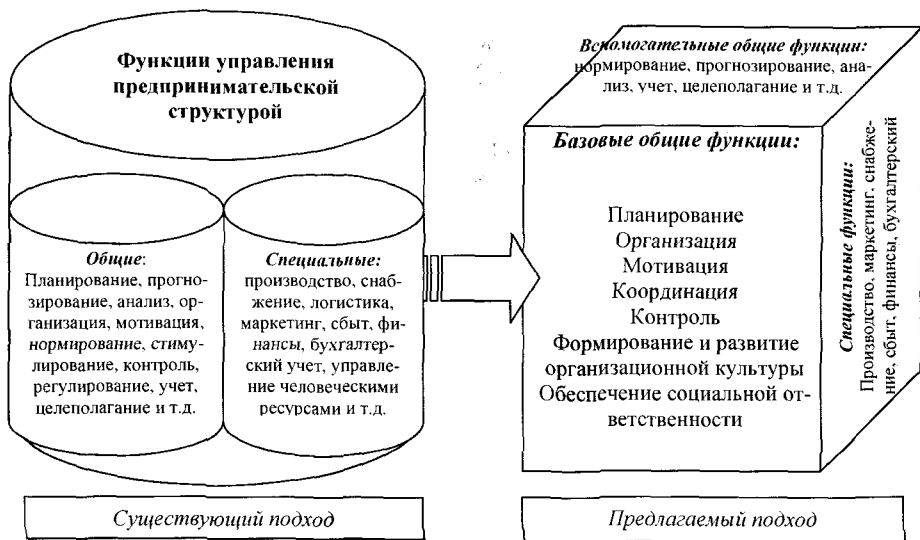 Функции управления
предпринимательской
структурой
Общие:
Планирование, прогно-
зирование, анализ, ор-
ганизация, мотивация,
нормирование, стиму-
лирование, контроль,
регулирование, учет,
целеполагание и т.д.
Специальные:
производство, снаб-
жение, логистика,
маркетинг, сбыт, фи-
нансы, бухгалтер-
ский учет, управле-
ние человеческими
ресурсами и т.д.
Существующий подход
Вспомогательные общие функции:
нормирование, прогнозирование, ана-
лиз, учет, целеполагание и т.д.
Базовые общие функции:
Планирование
Организация
Мотивация
Координация
Контроль
Формирование и развитие
организационной культуры
Обеспечение социальной от-
ветственности
Специальные функции:
Производство, маркетинг, снабже-
ние, сбыт, финансы, бухгалтерский
Предлагаемый подход